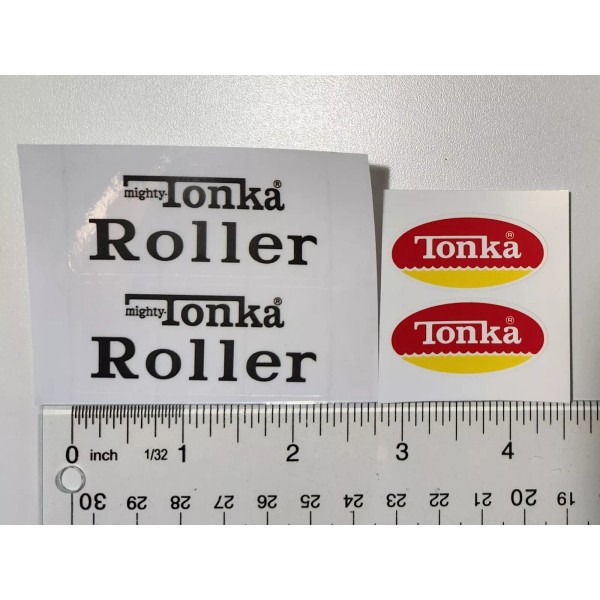 mighty-Tonka®
Roller
mighty-Tonka®
Roller
Tonka®
Tonka®
0 inch 1/32 1 2 3 4
30 29 28 27 26 25 24 23 22 21 20 19